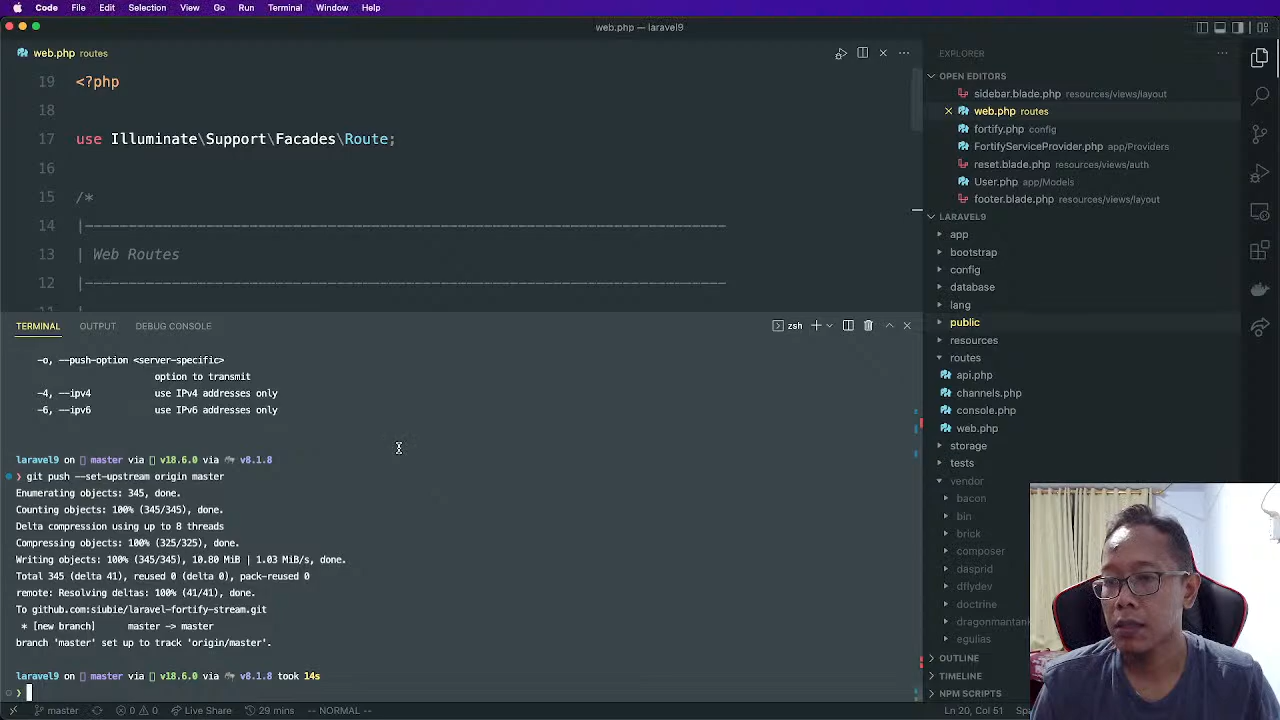 Code File Edit Selection View Go Run Terminal Window Help
web.php — laravel9
web.php routes
19 <?php
18
17 use Illuminate\Support\Facades\Route;
16
15 /*
14 |--------------------------------------------------------------------------
13 | Web Routes
12 |--------------------------------------------------------------------------
TERMINAL OUTPUT DEBUG CONSOLE
zsh
-o, --push-option <server-specific>
option to transmit
-4, --ipv4 use IPv4 addresses only
-6, --ipv6 use IPv6 addresses only
laravel9 on master via v18.6.0 via v8.1.8
❯ git push --set-upstream origin master
Enumerating objects: 345, done.
Counting objects: 100% (345/345), done.
Delta compression using up to 8 threads
Compressing objects: 100% (325/325), done.
Writing objects: 100% (345/345), 10.80 MiB | 1.03 MiB/s, done.
Total 345 (delta 41), reused 0 (delta 0), pack-reused 0
remote: Resolving deltas: 100% (41/41), done.
To github.com:siubie/laravel-fortify-stream.git
* [new branch] master -> master
branch 'master' set up to track 'origin/master'.
laravel9 on master via v18.6.0 via v8.1.8 took 14s
❯
EXPLORER
OPEN EDITORS
sidebar.blade.php resources/views/layout
web.php routes
fortify.php config
FortifyServiceProvider.php app/Providers
reset.blade.php resources/views/auth
User.php app/Models
footer.blade.php resources/views/layout
LARAVEL9
app
bootstrap
config
database
lang
public
resources
routes
api.php
channels.php
console.php
web.php
storage
tests
vendor
bacon
bin
brick
composer
dasprid
dflydev
doctrine
dragonmantank
egulias
OUTLINE
TIMELINE
NPM SCRIPTS
master 0 0 Live Share 29 mins -- NORMAL -- Ln 20, Col 51